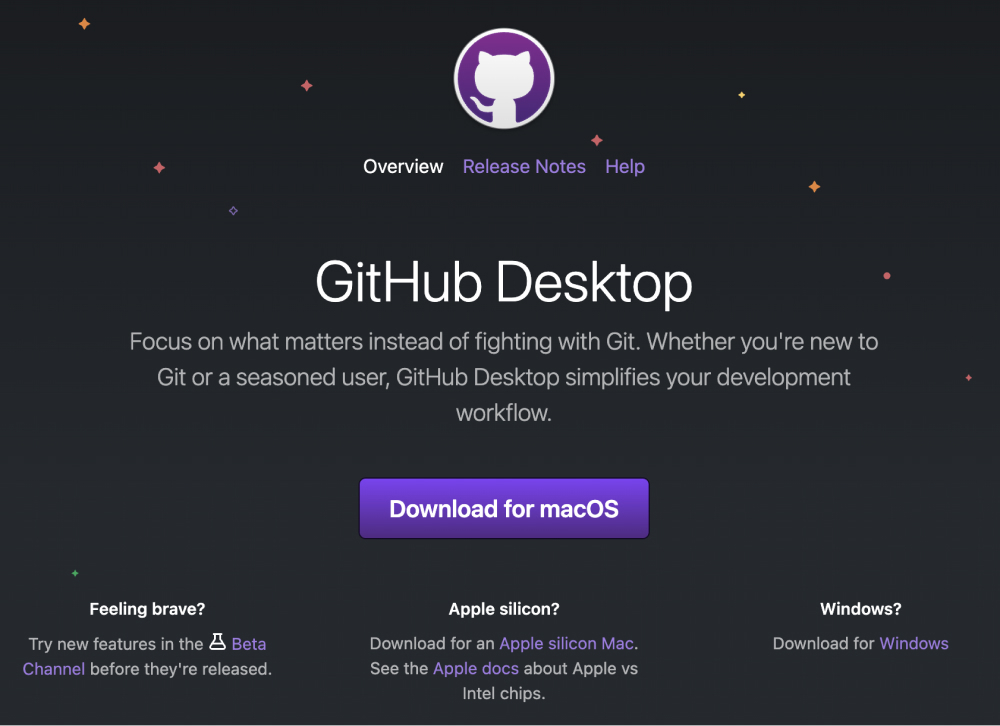 Overview Release Notes Help
GitHub Desktop
Focus on what matters instead of fighting with Git. Whether you're new to
Git or a seasoned user, GitHub Desktop simplifies your development
workflow.
Download for macOS
Feeling brave?
Try new features in the Beta
Channel before they're released.
Apple silicon?
Download for an Apple silicon Mac.
See the Apple docs about Apple vs
Intel chips.
Windows?
Download for Windows